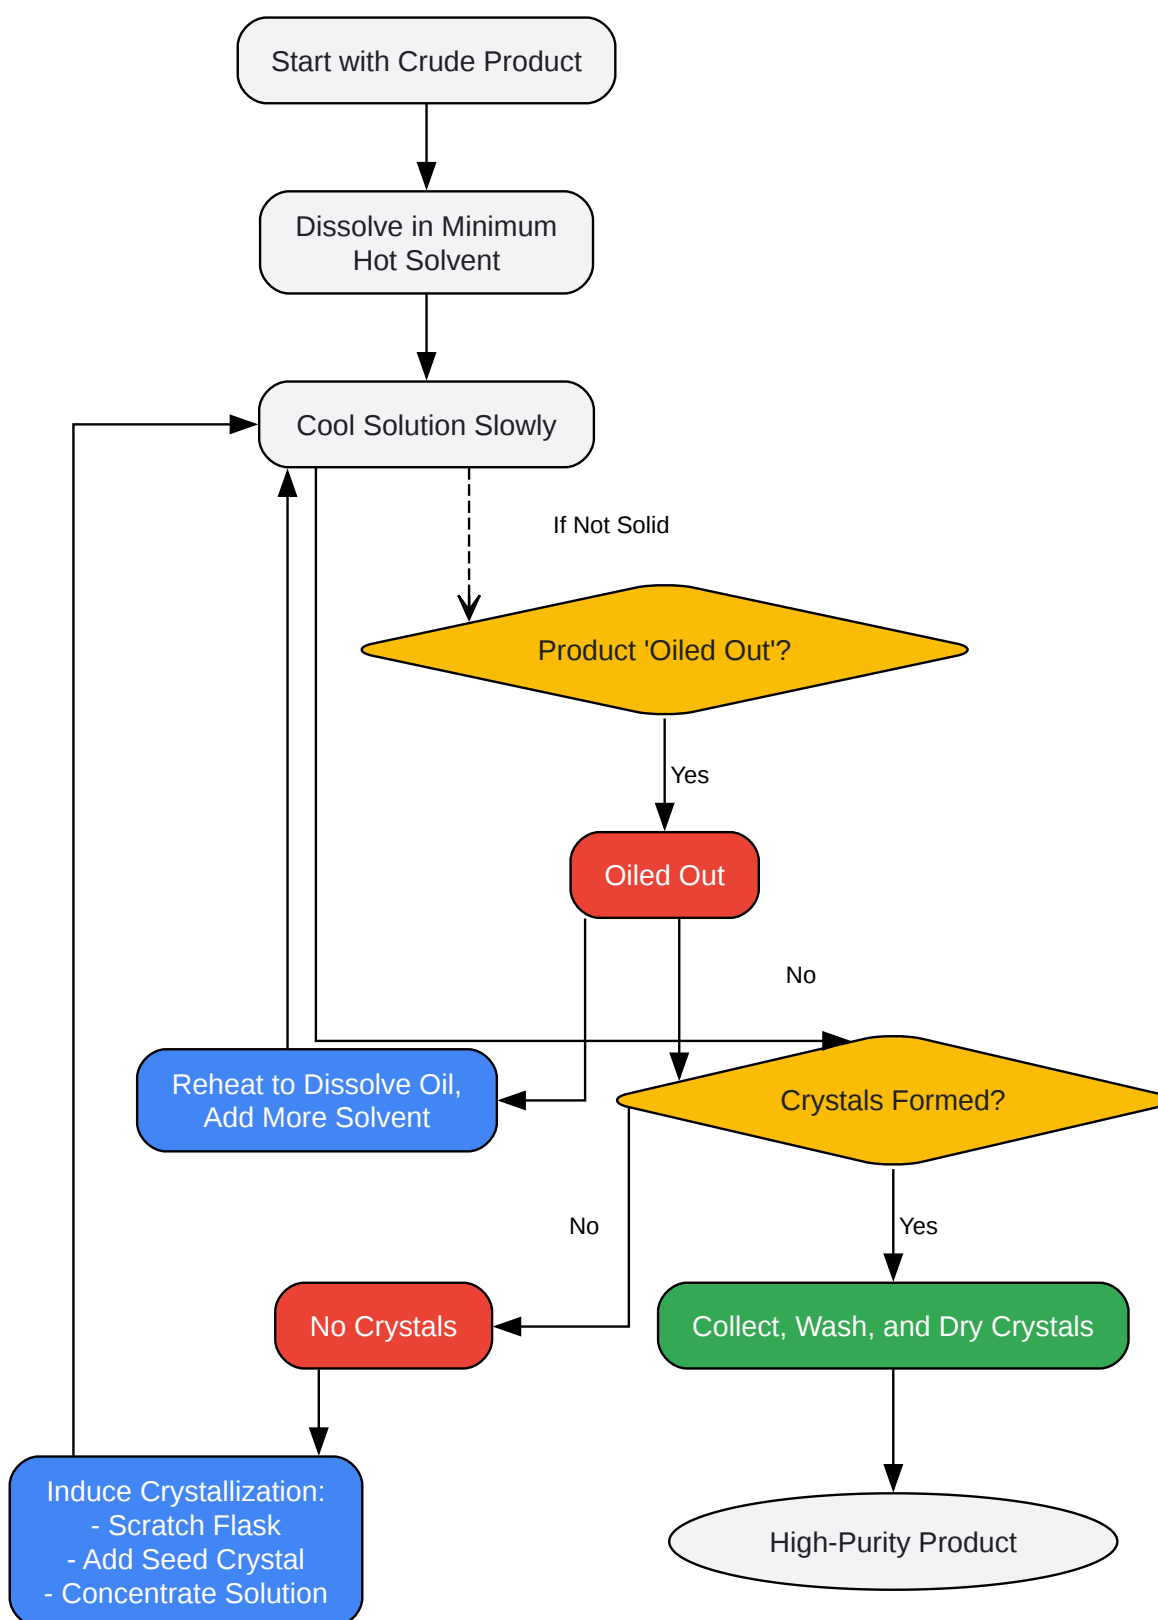 Start with Crude Product
Dissolve in Minimum
Hot Solvent
Cool Solution Slowly
If Not Solid
Product 'Oiled Out'?
Yes
Oiled Out
No
Reheat to Dissolve Oil,
Add More Solvent
Crystals Formed?
No
Yes
No Crystals
Collect, Wash, and Dry Crystals
Induce Crystallization:
- Scratch Flask
- Add Seed Crystal
- Concentrate Solution
High-Purity Product